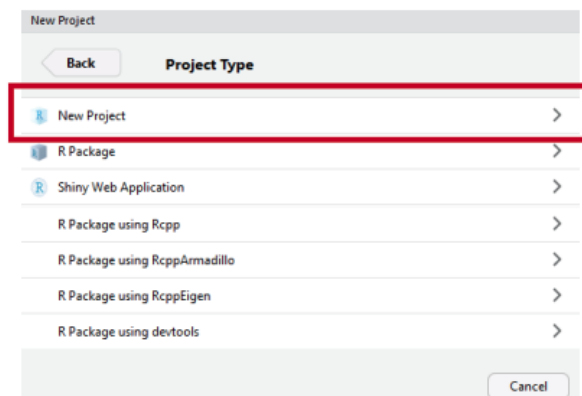 New Project
Back
Project Type
New Project
R Package
R Shiny Web Application
R Package using Rcpp
R Package using RcppArmadillo
R Package using RcppEigen
R Package using devtools
Cancel